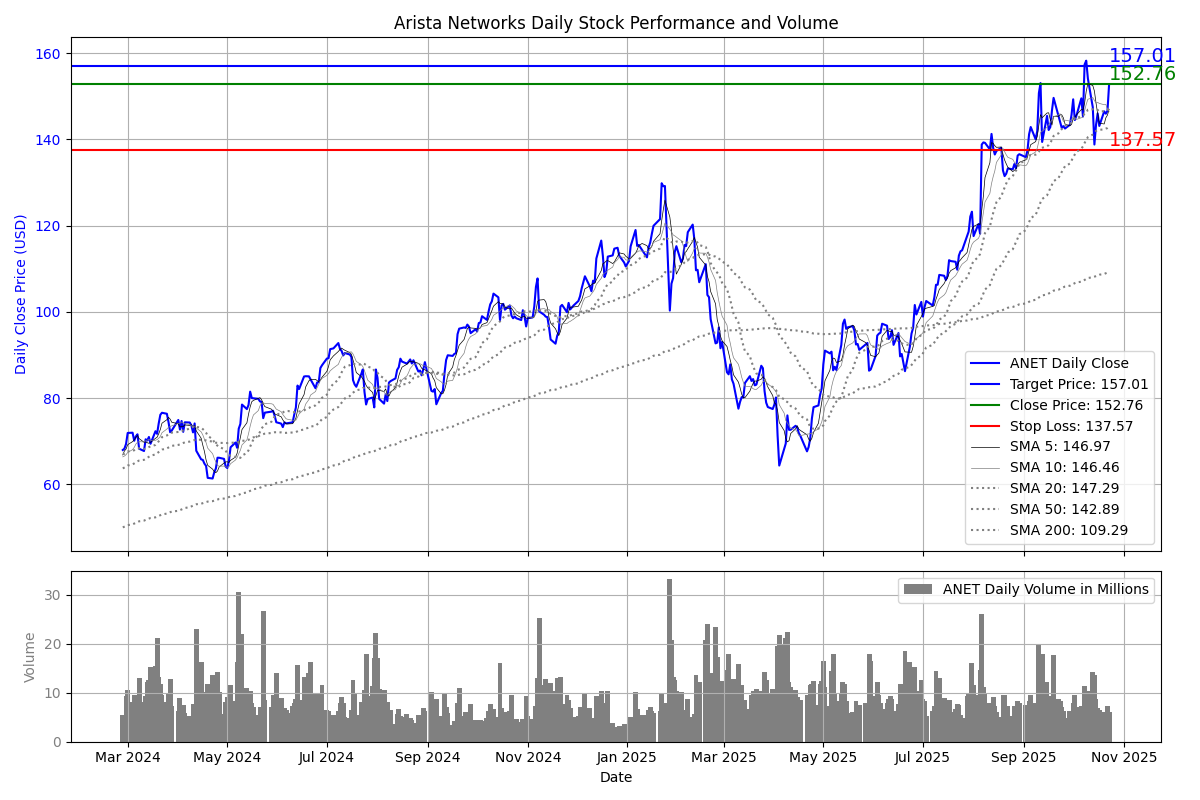 Arista Networks Daily Stock Performance and Volume
160
140
120
100
80
60
Daily Close Price (USD)
157.01
152.76
137.57
ANET Daily Close
Target Price: 157.01
Close Price: 152.76
Stop Loss: 137.57
SMA 5: 146.97
SMA 10: 146.46
SMA 20: 147.29
SMA 50: 142.89
SMA 200: 109.29
30
20
10
0
Volume
ANET Daily Volume in Millions
Mar 2024 May 2024 Jul 2024 Sep 2024 Nov 2024 Jan 2025 Mar 2025 May 2025 Jul 2025 Sep 2025 Nov 2025
Date